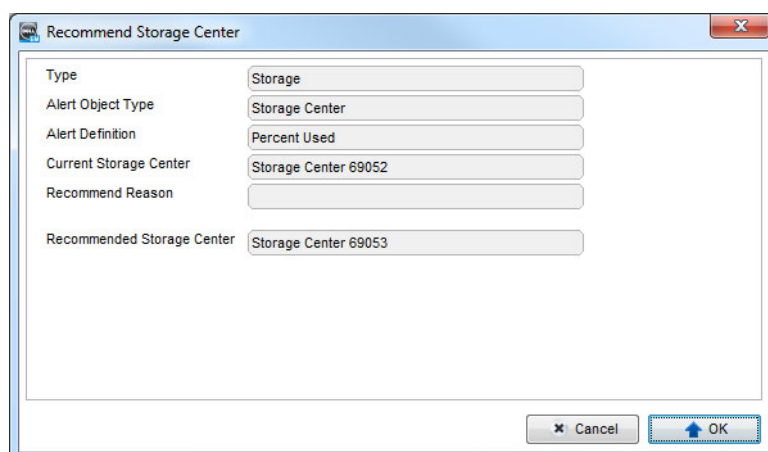 Recommend Storage Center
Type Storage
Alert Object Type Storage Center
Alert Definition Percent Used
Current Storage Center Storage Center 69052
Recommend Reason
Recommended Storage Center Storage Center 69053
Cancel OK